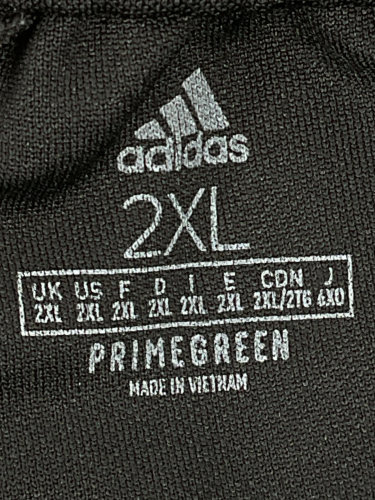 adidas
2XL
UK US F D I E CDN J
2XL 2XL 2XL 2XL 2XL 2XL 2XL/2TG 4XO
PRIMEGREEN
MADE IN VIETNAM